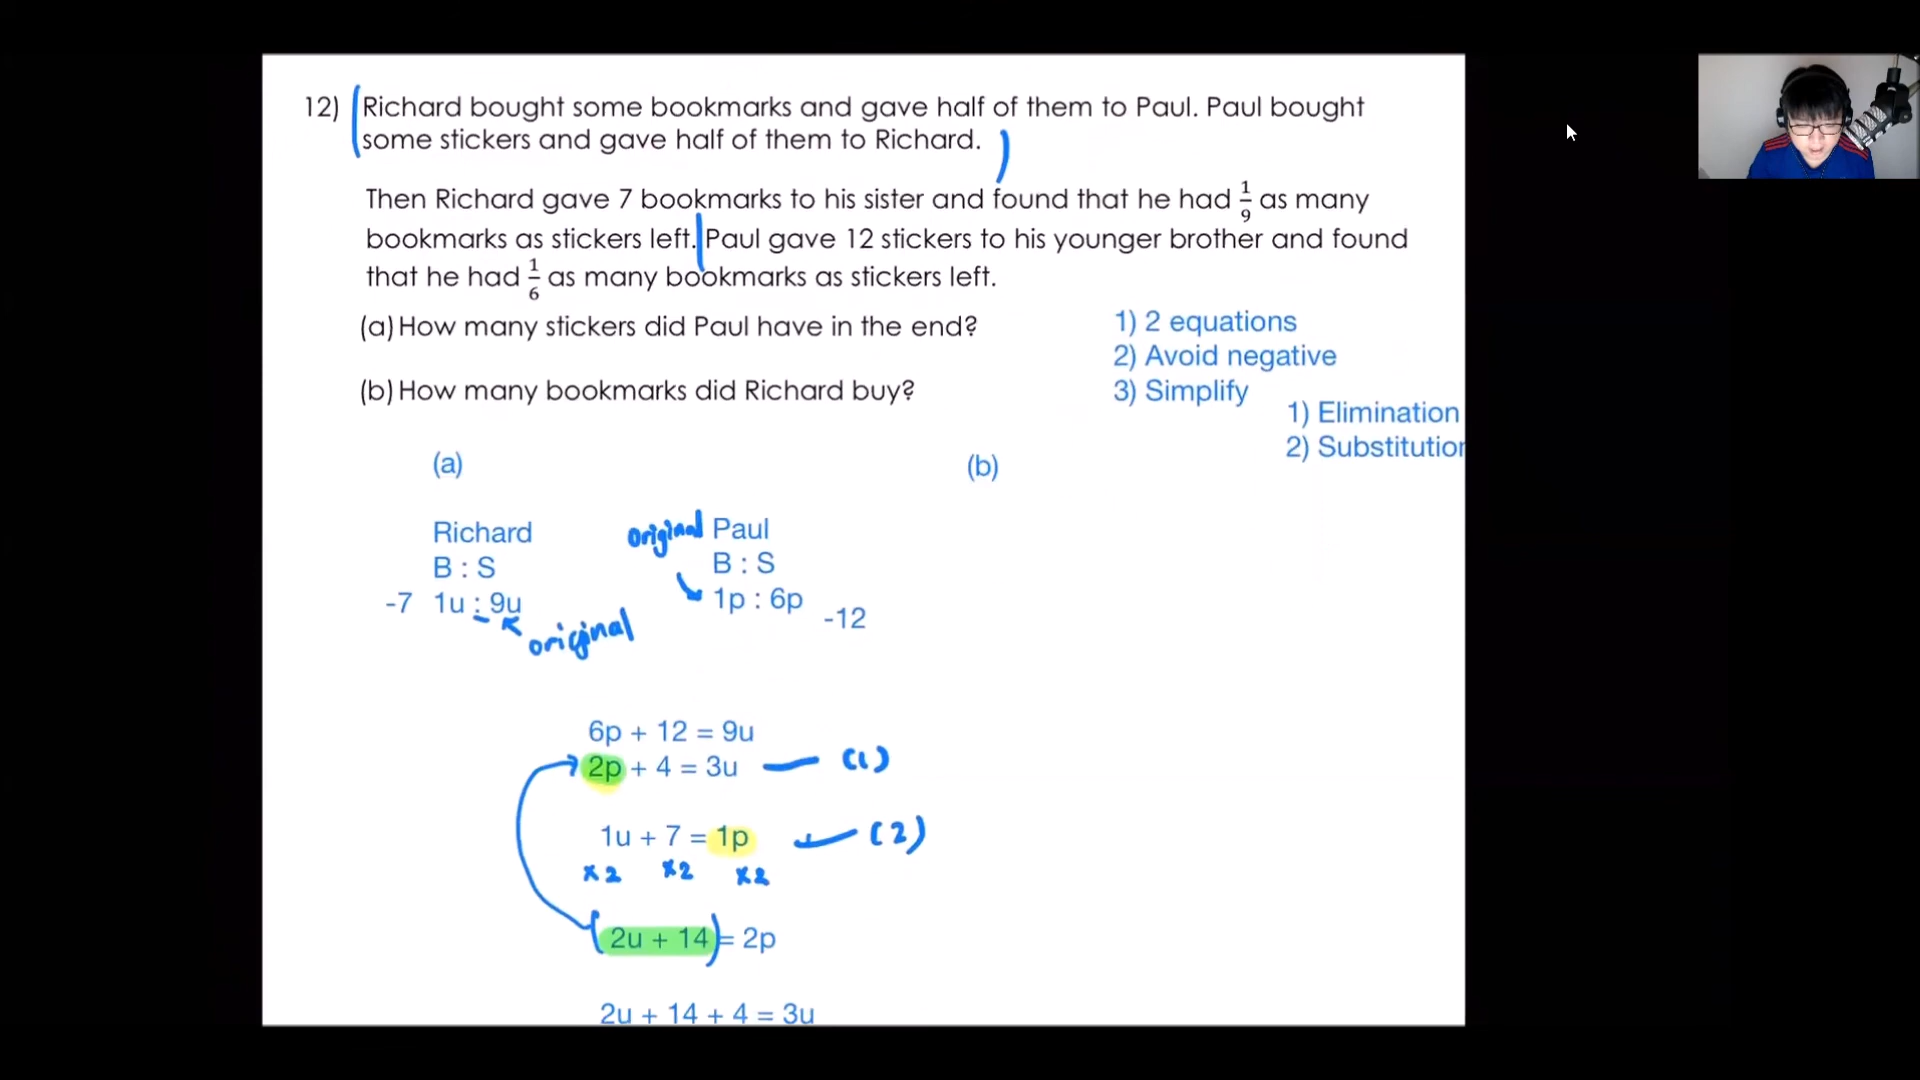 12) Richard bought some bookmarks and gave half of them to Paul. Paul bought
some stickers and gave half of them to Richard.
Then Richard gave 7 bookmarks to his sister and found that he had 1/9 as many
bookmarks as stickers left. Paul gave 12 stickers to his younger brother and found
that he had 1/6 as many bookmarks as stickers left.
(a) How many stickers did Paul have in the end?
(b) How many bookmarks did Richard buy?
1) 2 equations
2) Avoid negative
3) Simplify
1) Elimination
2) Substitution
(a)
(b)
Richard
B : S
-7 1u : 9u
original
original Paul
B : S
1p : 6p
-12
6p + 12 = 9u
2p + 4 = 3u — (1)
1u + 7 = 1p — (2)
x2 x2 x2
(2u + 14) = 2p
2u + 14 + 4 = 3u